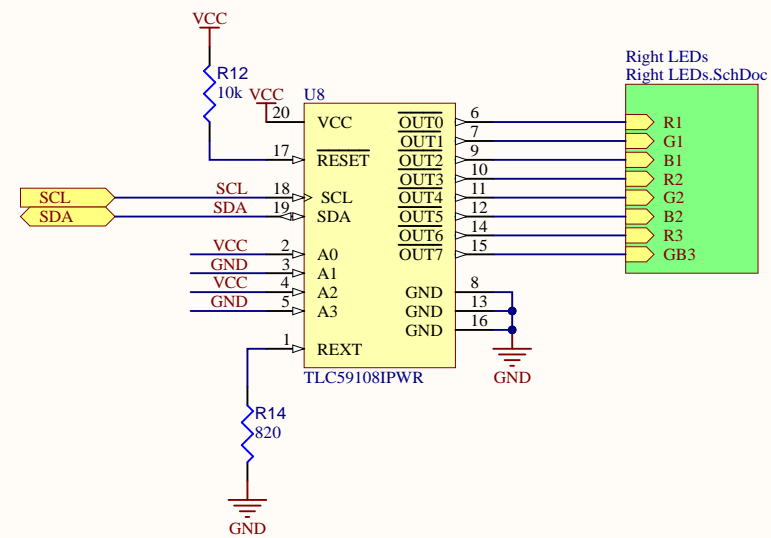 VCC
R12
10k
VCC
U8
Right LEDs
Right LEDs.SchDoc
20
VCC
17
RESET
SCL
SCL
18
SCL
SDA
SDA
19
SDA
VCC
2
A0
GND
3
A1
VCC
4
A2
GND
5
A3
1
REXT
OUT0
6
R1
OUT1
7
G1
OUT2
9
B1
OUT3
10
R2
OUT4
11
G2
OUT5
12
B2
OUT6
14
R3
OUT7
15
GB3
GND
8
GND
13
GND
16
GND
TLC59108IPWR
R14
820
GND